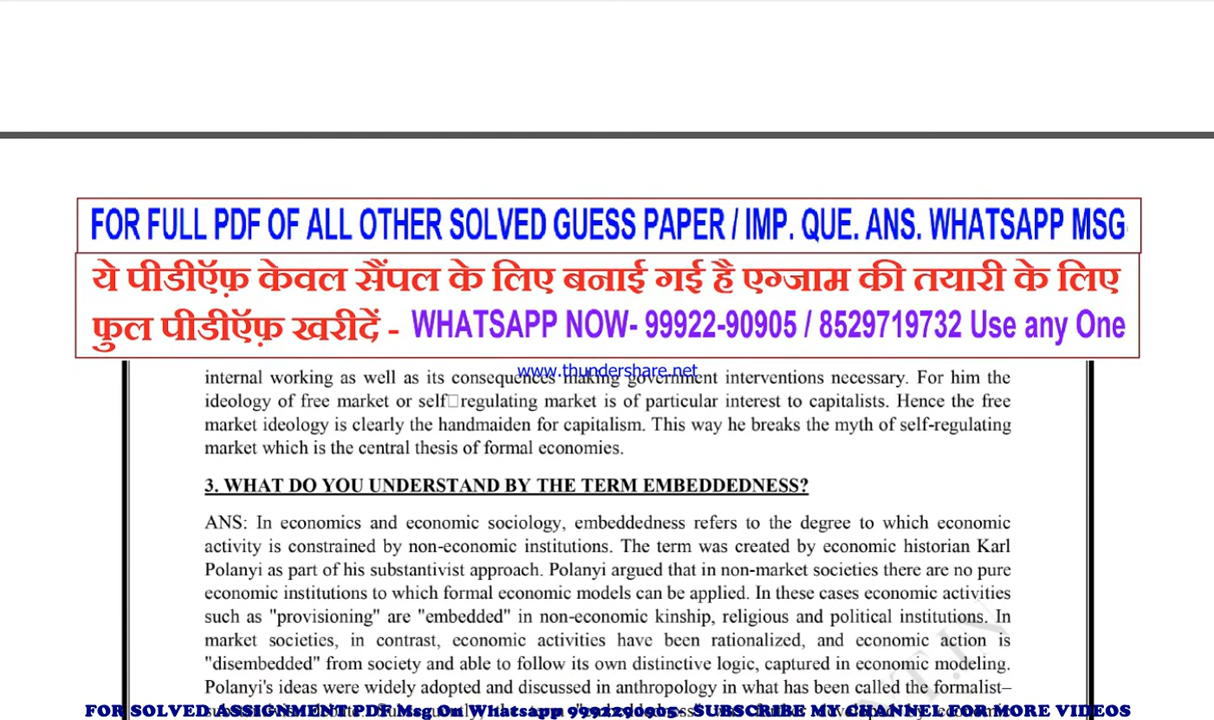 FOR FULL PDF OF ALL OTHER SOLVED GUESS PAPER / IMP. QUE. ANS. WHATSAPP MSG
ये पीडीऍफ़ केवल सैंपल के लिए बनाई गई है एग्जाम की तयारी के लिए
फुल पीडीऍफ़ खरीदें - WHATSAPP NOW- 99922-90905 / 8529719732 Use any One
www.thundershare.net
internal working as well as its consequences making government interventions necessary. For him the
ideology of free market or self□regulating market is of particular interest to capitalists. Hence the free
market ideology is clearly the handmaiden for capitalism. This way he breaks the myth of self-regulating
market which is the central thesis of formal economies.
3. WHAT DO YOU UNDERSTAND BY THE TERM EMBEDDEDNESS?
ANS: In economics and economic sociology, embeddedness refers to the degree to which economic
activity is constrained by non-economic institutions. The term was created by economic historian Karl
Polanyi as part of his substantivist approach. Polanyi argued that in non-market societies there are no pure
economic institutions to which formal economic models can be applied. In these cases economic activities
such as "provisioning" are "embedded" in non-economic kinship, religious and political institutions. In
market societies, in contrast, economic activities have been rationalized, and economic action is
"disembedded" from society and able to follow its own distinctive logic, captured in economic modeling.
Polanyi's ideas were widely adopted and discussed in anthropology in what has been called the formalist–
FOR SOLVED ASSIGNMENT PDF Msg On Whatsapp 9992290905- SUBSCRIBE MY CHANNEL FOR MORE VIDEOS